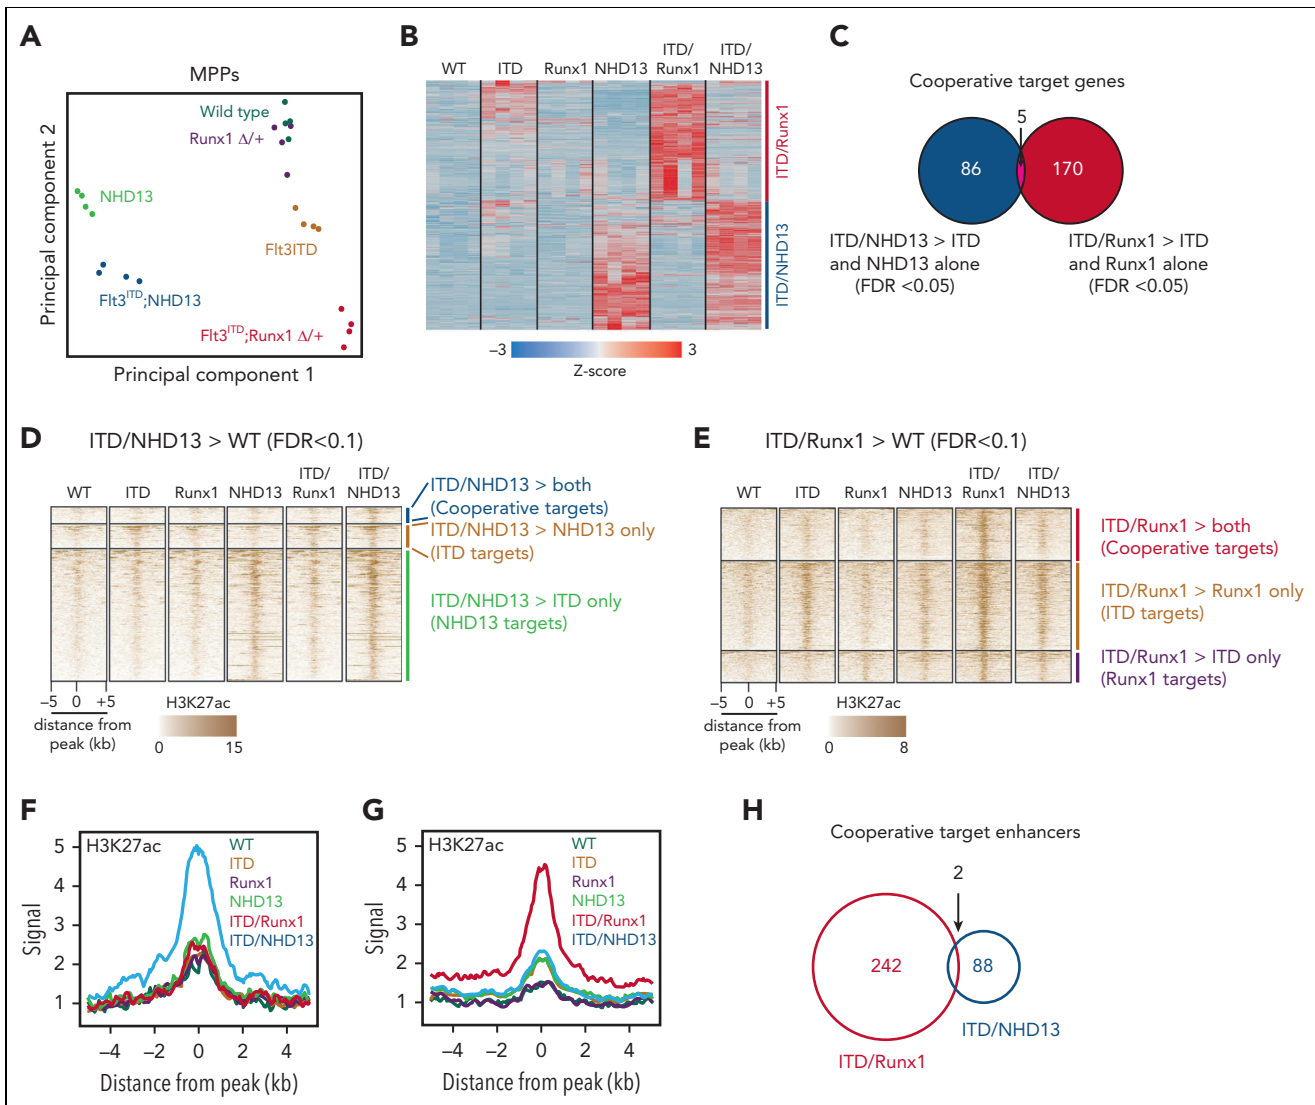 A
MPPs
Wild type
Runx1 Δ/+
NHD13
Flt3ITD
Flt3ITD;NHD13
Flt3ITD;Runx1 Δ/+
Principal component 2
Principal component 1
B
WT ITD Runx1 NHD13 ITD/Runx1 ITD/NHD13
ITD/Runx1
ITD/NHD13
–3 3
Z-score
C
Cooperative target genes
5
86 170
ITD/NHD13 > ITD
and NHD13 alone
(FDR <0.05)
ITD/Runx1 > ITD
and Runx1 alone
(FDR <0.05)
D
ITD/NHD13 > WT (FDR<0.1)
WT ITD Runx1 NHD13 ITD/Runx1 ITD/NHD13
ITD/NHD13 > both
(Cooperative targets)
ITD/NHD13 > NHD13 only
(ITD targets)
ITD/NHD13 > ITD only
(NHD13 targets)
–5 0 +5
distance from
peak (kb)
H3K27ac
0 15
E
ITD/Runx1 > WT (FDR<0.1)
WT ITD Runx1 NHD13 ITD/Runx1 ITD/NHD13
ITD/Runx1 > both
(Cooperative targets)
ITD/Runx1 > Runx1 only
(ITD targets)
ITD/Runx1 > ITD only
(Runx1 targets)
–5 0 +5
distance from
peak (kb)
H3K27ac
0 8
F
H3K27ac
WT
ITD
Runx1
NHD13
ITD/Runx1
ITD/NHD13
Signal
5
4
3
2
1
–4 –2 0 2 4
Distance from peak (kb)
G
H3K27ac
WT
ITD
Runx1
NHD13
ITD/Runx1
ITD/NHD13
Signal
5
4
3
2
1
–4 –2 0 2 4
Distance from peak (kb)
H
Cooperative target enhancers
2
242 88
ITD/NHD13
ITD/Runx1